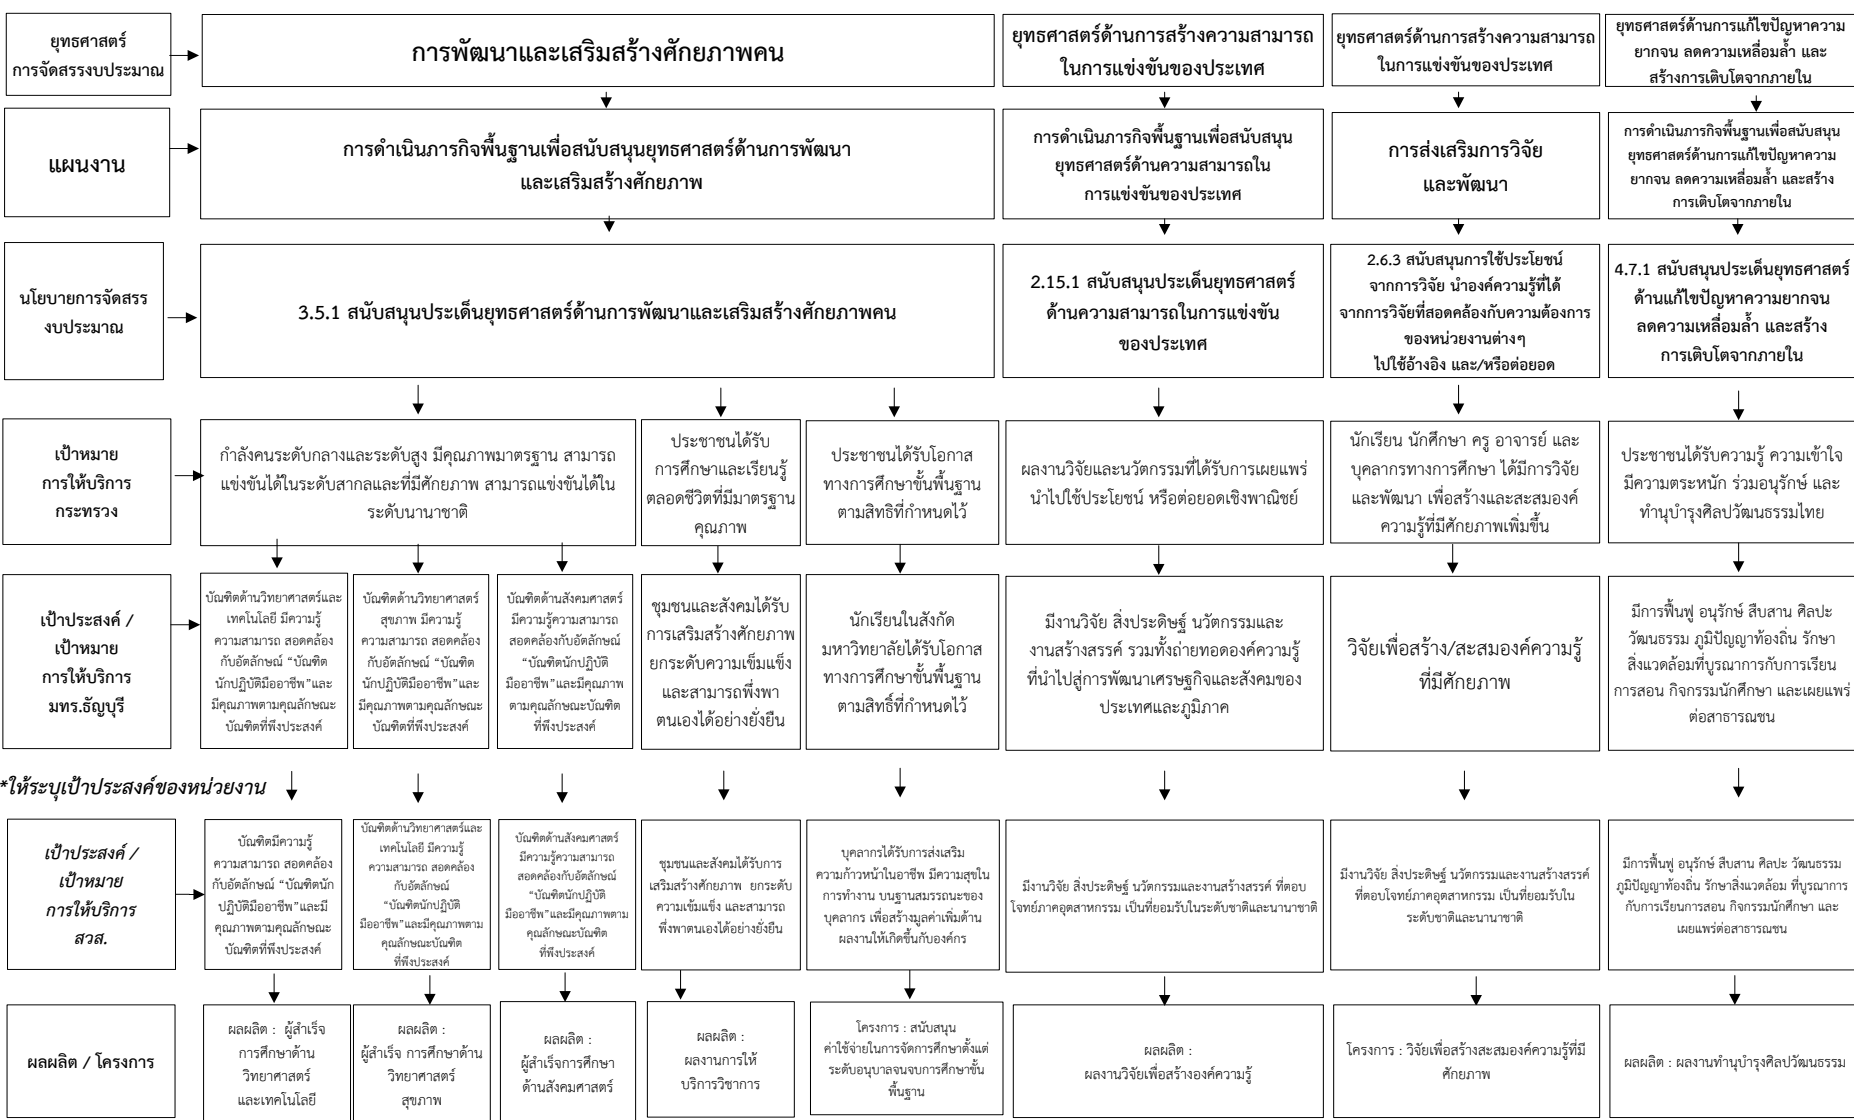 ยุทธศาสตร์
การจัดสรรงบประมาณ
การพัฒนาและเสริมสร้างศักยภาพคน
ยุทธศาสตร์ด้านการสร้างความสามารถ
ในการแข่งขันของประเทศ
ยุทธศาสตร์ด้านการสร้างความสามารถ
ในการแข่งขันของประเทศ
ยุทธศาสตร์ด้านการแก้ไขปัญหาความ
ยากจน ลดความเหลื่อมล้ำ และ
สร้างการเติบโตจากภายใน
แผนงาน
การดำเนินภารกิจพื้นฐานเพื่อสนับสนุนยุทธศาสตร์ด้านการพัฒนา
และเสริมสร้างศักยภาพ
การดำเนินภารกิจพื้นฐานเพื่อสนับสนุน
ยุทธศาสตร์ด้านความสามารถใน
การแข่งขันของประเทศ
การส่งเสริมการวิจัย
และพัฒนา
การดำเนินภารกิจพื้นฐานเพื่อสนับสนุน
ยุทธศาสตร์ด้านการแก้ไขปัญหาความ
ยากจน ลดความเหลื่อมล้ำ และสร้าง
การเติบโตจากภายใน
นโยบายการจัดสรร
งบประมาณ
3.5.1 สนับสนุนประเด็นยุทธศาสตร์ด้านการพัฒนาและเสริมสร้างศักยภาพคน
2.15.1 สนับสนุนประเด็นยุทธศาสตร์
ด้านความสามารถในการแข่งขัน
ของประเทศ
2.6.3 สนับสนุนการใช้ประโยชน์
จากการวิจัย นำองค์ความรู้ที่ได้
จากการวิจัยที่สอดคล้องกับความต้องการ
ของหน่วยงานต่างๆ
ไปใช้อ้างอิง และ/หรือต่อยอด
4.7.1 สนับสนุนประเด็นยุทธศาสตร์
ด้านแก้ไขปัญหาความยากจน
ลดความเหลื่อมล้ำ และสร้าง
การเติบโตจากภายใน
เป้าหมาย
การให้บริการ
กระทรวง
กำลังคนระดับกลางและระดับสูง มีคุณภาพมาตรฐาน สามารถ
แข่งขันได้ในระดับสากลและที่มีศักยภาพ สามารถแข่งขันได้ใน
ระดับนานาชาติ
ประชาชนได้รับ
การศึกษาและเรียนรู้
ตลอดชีวิตที่มีมาตรฐาน
คุณภาพ
ประชาชนได้รับโอกาส
ทางการศึกษาขั้นพื้นฐาน
ตามสิทธิที่กำหนดไว้
ผลงานวิจัยและนวัตกรรมที่ได้รับการเผยแพร่
นำไปใช้ประโยชน์ หรือต่อยอดเชิงพาณิชย์
นักเรียน นักศึกษา ครู อาจารย์ และ
บุคลากรทางการศึกษา ได้มีการวิจัย
และพัฒนา เพื่อสร้างและสะสมองค์
ความรู้ที่มีศักยภาพเพิ่มขึ้น
ประชาชนได้รับความรู้ ความเข้าใจ
มีความตระหนัก ร่วมอนุรักษ์ และ
ทำนุบำรุงศิลปวัฒนธรรมไทย
เป้าประสงค์ /
เป้าหมาย
การให้บริการ
มทร.ธัญบุรี
บัณฑิตด้านวิทยาศาสตร์และ
เทคโนโลยี มีความรู้
ความสามารถ สอดคล้อง
กับอัตลักษณ์ “บัณฑิต
นักปฏิบัติมืออาชีพ”และ
มีคุณภาพตามคุณลักษณะ
บัณฑิตที่พึงประสงค์
บัณฑิตด้านวิทยาศาสตร์
สุขภาพ มีความรู้
ความสามารถ สอดคล้อง
กับอัตลักษณ์ “บัณฑิต
นักปฏิบัติมืออาชีพ”และ
มีคุณภาพตามคุณลักษณะ
บัณฑิตที่พึงประสงค์
บัณฑิตด้านสังคมศาสตร์
มีความรู้ความสามารถ
สอดคล้องกับอัตลักษณ์
“บัณฑิตนักปฏิบัติ
มืออาชีพ”และมีคุณภาพ
ตามคุณลักษณะบัณฑิต
ที่พึงประสงค์
ชุมชนและสังคมได้รับ
การเสริมสร้างศักยภาพ
ยกระดับความเข้มแข็ง
และสามารถพึ่งพา
ตนเองได้อย่างยั่งยืน
นักเรียนในสังกัด
มหาวิทยาลัยได้รับโอกาส
ทางการศึกษาขั้นพื้นฐาน
ตามสิทธิ์ที่กำหนดไว้
มีงานวิจัย สิ่งประดิษฐ์ นวัตกรรมและ
งานสร้างสรรค์ รวมทั้งถ่ายทอดองค์ความรู้
ที่นำไปสู่การพัฒนาเศรษฐกิจและสังคมของ
ประเทศและภูมิภาค
วิจัยเพื่อสร้าง/สะสมองค์ความรู้
ที่มีศักยภาพ
มีการฟื้นฟู อนุรักษ์ สืบสาน ศิลปะ
วัฒนธรรม ภูมิปัญญาท้องถิ่น รักษา
สิ่งแวดล้อมที่บูรณาการกับการเรียน
การสอน กิจกรรมนักศึกษา และเผยแพร่
ต่อสาธารณชน
*ให้ระบุเป้าประสงค์ของหน่วยงาน
เป้าประสงค์ /
เป้าหมาย
การให้บริการ
สวส.
บัณฑิตมีความรู้
ความสามารถ สอดคล้อง
กับอัตลักษณ์ “บัณฑิตนัก
ปฏิบัติมืออาชีพ”และมี
คุณภาพตามคุณลักษณะ
บัณฑิตที่พึงประสงค์
บัณฑิตด้านวิทยาศาสตร์และ
เทคโนโลยี มีความรู้
ความสามารถ สอดคล้อง
กับอัตลักษณ์
“บัณฑิตนักปฏิบัติ
มืออาชีพ”และมีคุณภาพตาม
คุณลักษณะบัณฑิต
ที่พึงประสงค์
บัณฑิตด้านสังคมศาสตร์
มีความรู้ความสามารถ
สอดคล้องกับอัตลักษณ์
“บัณฑิตนักปฏิบัติ
มืออาชีพ”และมีคุณภาพตาม
คุณลักษณะบัณฑิต
ที่พึงประสงค์
ชุมชนและสังคมได้รับการ
เสริมสร้างศักยภาพ ยกระดับ
ความเข้มแข็ง และสามารถ
พึ่งพาตนเองได้อย่างยั่งยืน
บุคลากรได้รับการส่งเสริม
ความก้าวหน้าในอาชีพ มีความสุขใน
การทำงาน บนฐานสมรรถนะของ
บุคลากร เพื่อสร้างมูลค่าเพิ่มด้าน
ผลงานให้เกิดขึ้นกับองค์กร
มีงานวิจัย สิ่งประดิษฐ์ นวัตกรรมและงานสร้างสรรค์ ที่ตอบ
โจทย์ภาคอุตสาหกรรม เป็นที่ยอมรับในระดับชาติและนานาชาติ
มีงานวิจัย สิ่งประดิษฐ์ นวัตกรรมและงานสร้างสรรค์
ที่ตอบโจทย์ภาคอุตสาหกรรม เป็นที่ยอมรับใน
ระดับชาติและนานาชาติ
มีการฟื้นฟู อนุรักษ์ สืบสาน ศิลปะ วัฒนธรรม
ภูมิปัญญาท้องถิ่น รักษาสิ่งแวดล้อม ที่บูรณาการ
กับการเรียนการสอน กิจกรรมนักศึกษา และ
เผยแพร่ต่อสาธารณชน
ผลผลิต / โครงการ
ผลผลิต : ผู้สำเร็จ
การศึกษาด้าน
วิทยาศาสตร์
และเทคโนโลยี
ผลผลิต :
ผู้สำเร็จ การศึกษาด้าน
วิทยาศาสตร์
สุขภาพ
ผลผลิต :
ผู้สำเร็จการศึกษา
ด้านสังคมศาสตร์
ผลผลิต :
ผลงานการให้
บริการวิชาการ
โครงการ : สนับสนุน
ค่าใช้จ่ายในการจัดการศึกษาตั้งแต่
ระดับอนุบาลจนจบการศึกษาขั้น
พื้นฐาน
ผลผลิต :
ผลงานวิจัยเพื่อสร้างองค์ความรู้
โครงการ : วิจัยเพื่อสร้างสะสมองค์ความรู้ที่มี
ศักยภาพ
ผลผลิต : ผลงานทำนุบำรุงศิลปวัฒนธรรม